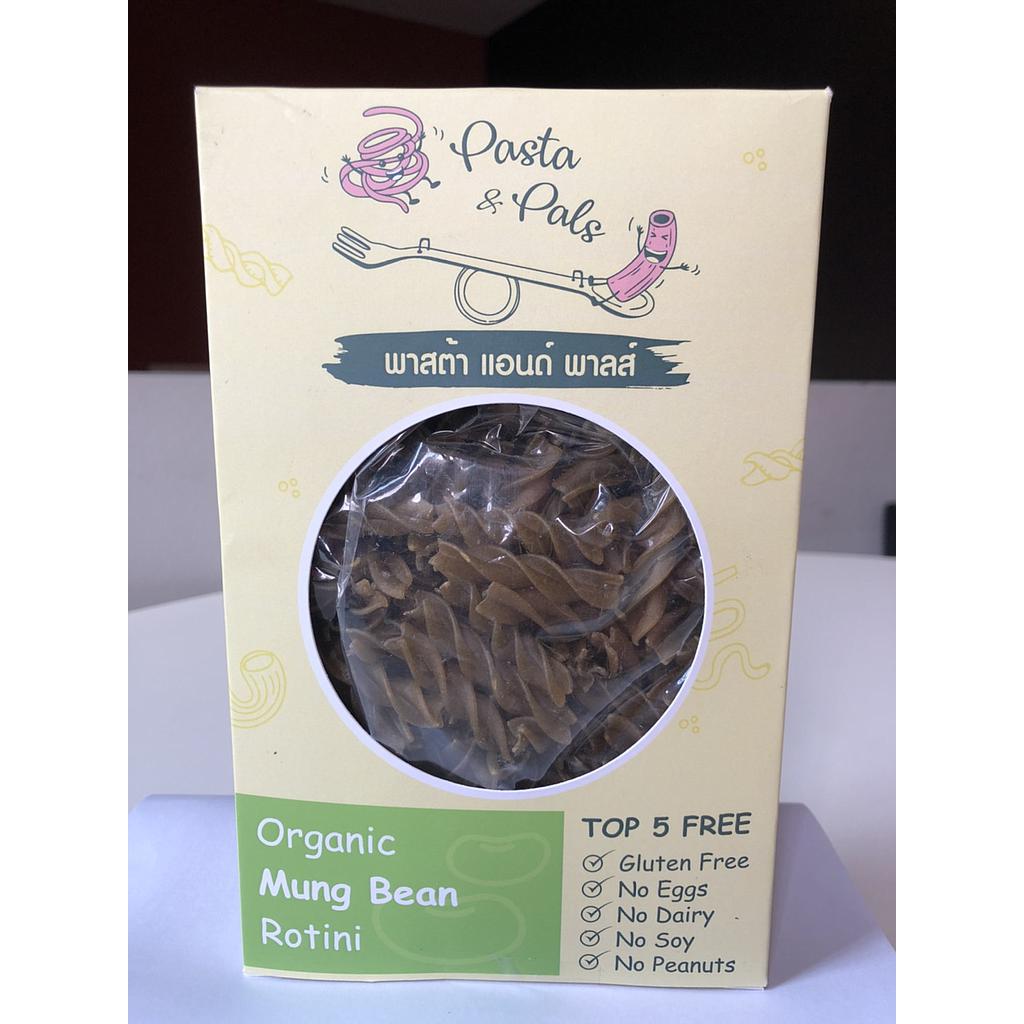 Pasta
& Pals
พาสต้า แอนด์ พาลส์
Organic
Mung Bean
Rotini
TOP 5 FREE
Gluten Free
No Eggs
No Dairy
No Soy
No Peanuts